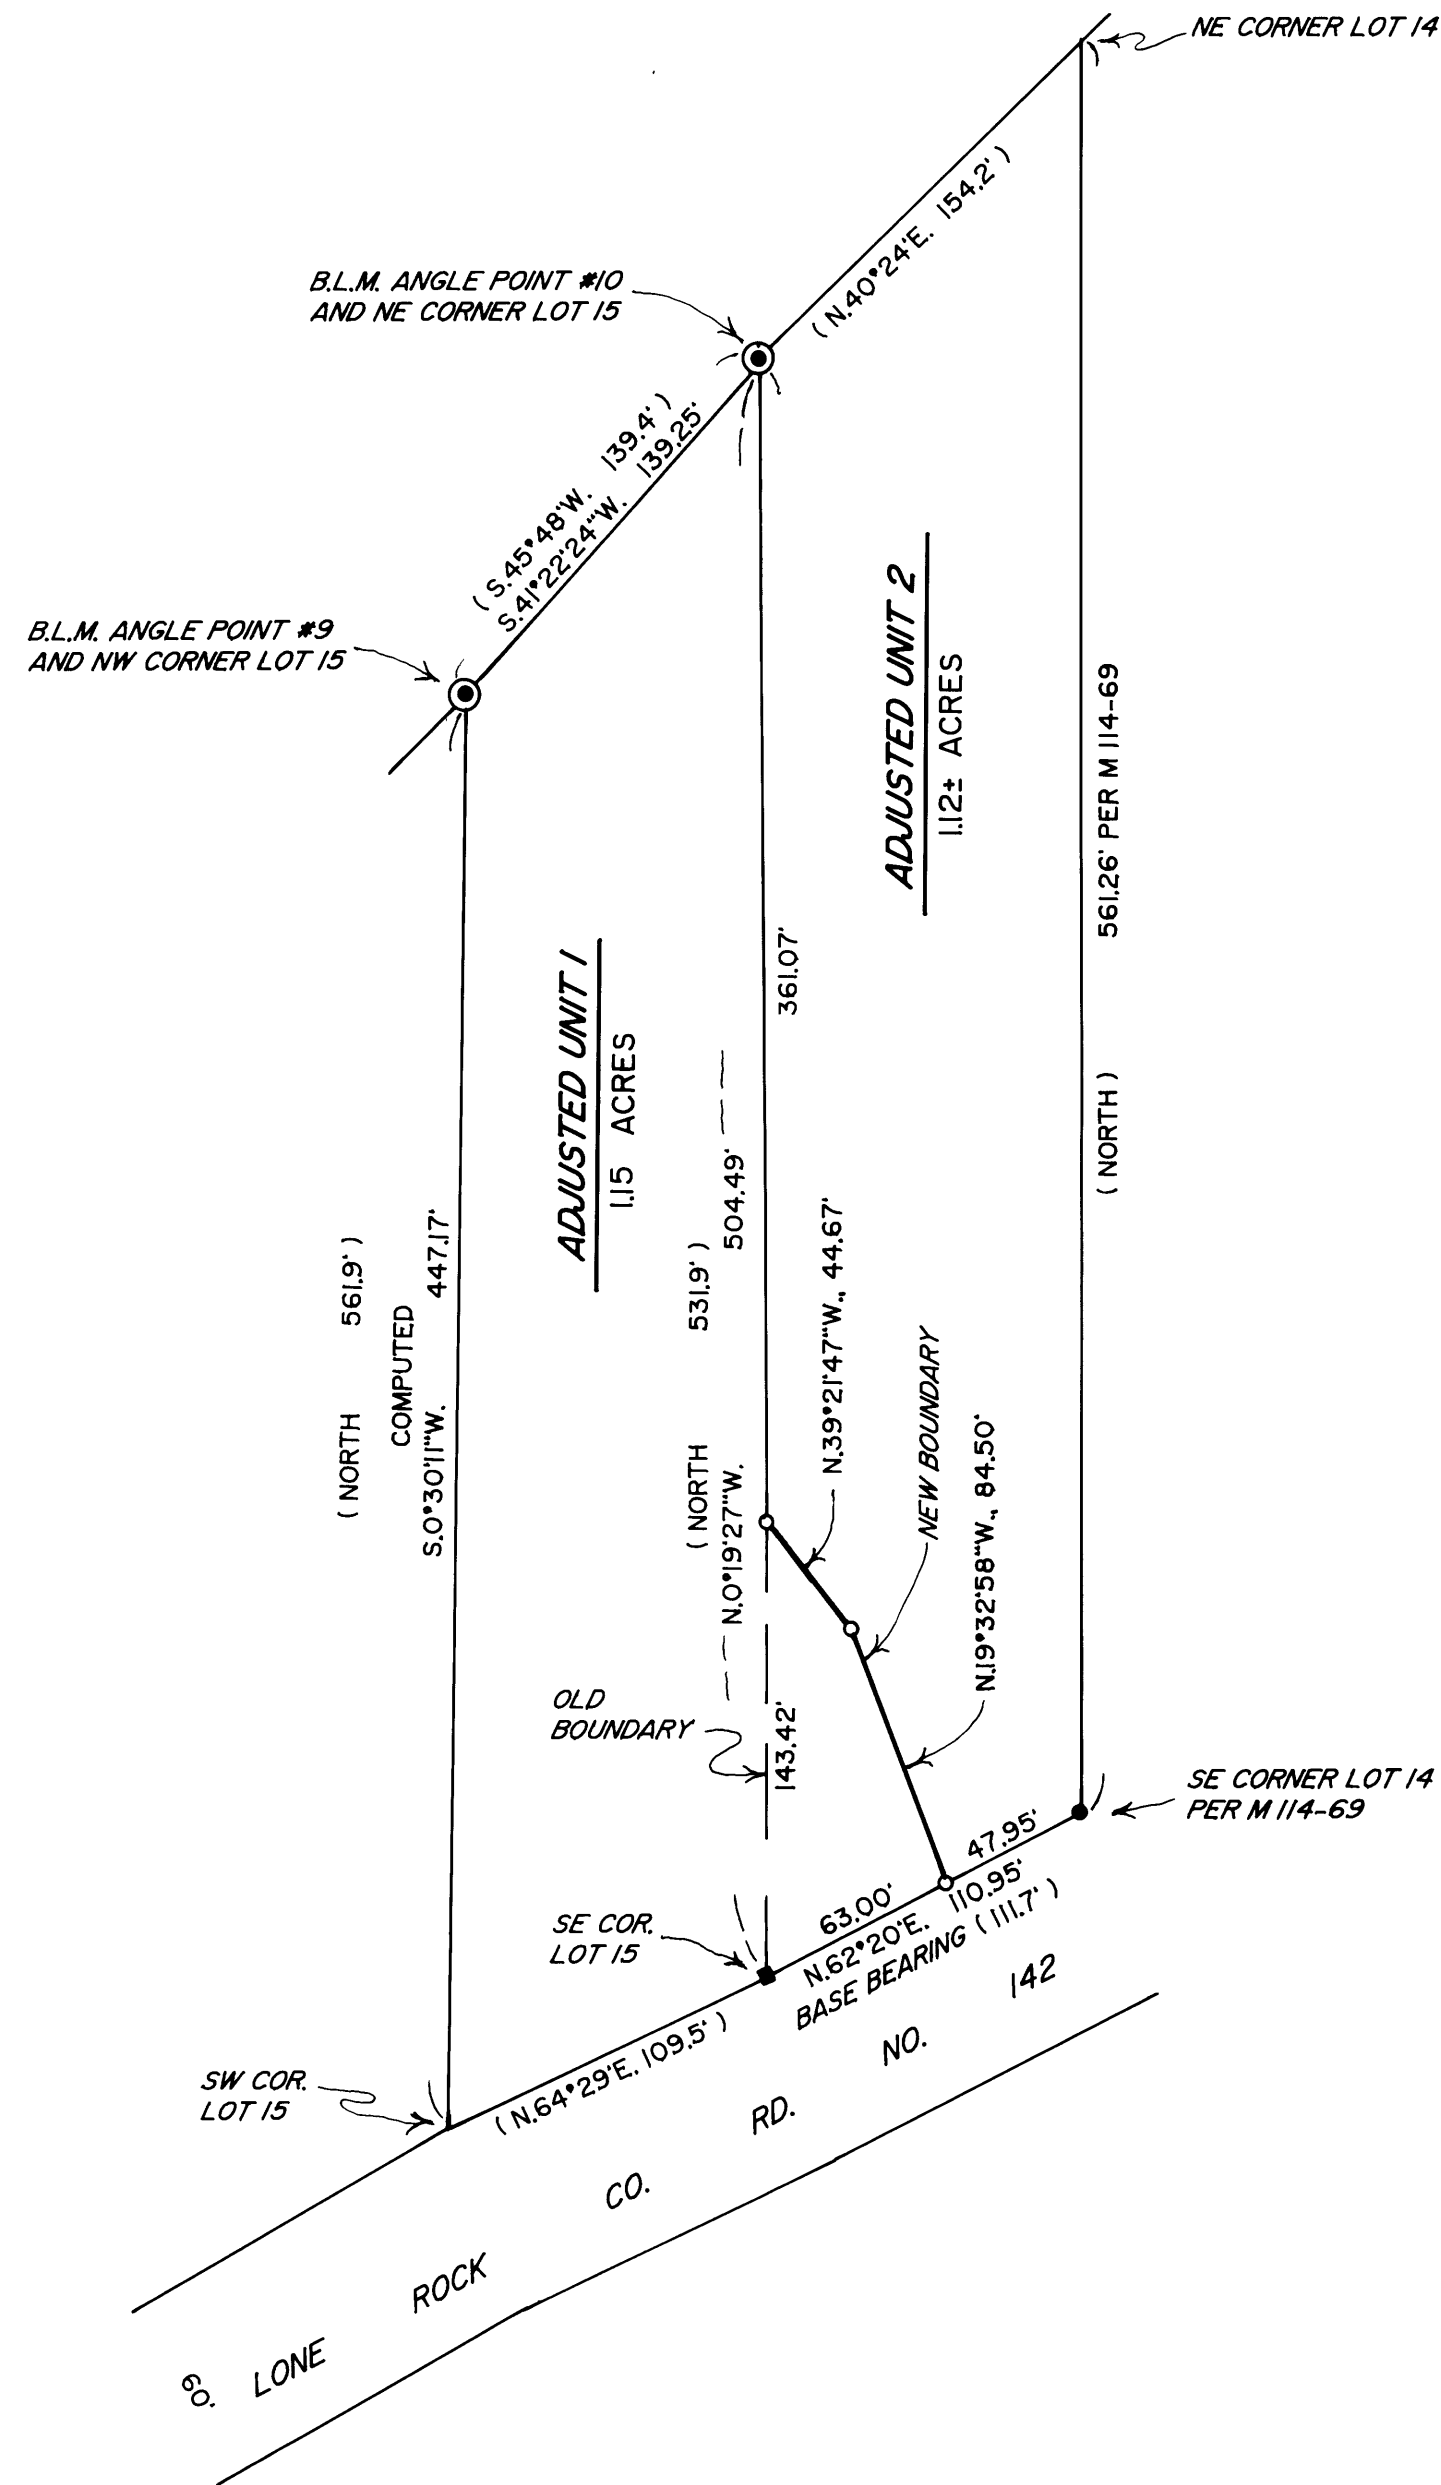 NE CORNER LOT 14
(N.40°24'E. 154.2')
B.L.M. ANGLE POINT #10
AND NE CORNER LOT 15
(S.45°48'W. 139.4')
S.41°22'24"W. 139.25'
B.L.M. ANGLE POINT #9
AND NW CORNER LOT 15
ADJUSTED UNIT 2
1.12± ACRES
561.26' PER M 114-69
(NORTH)
361.07'
ADJUSTED UNIT 1
1.15 ACRES
(NORTH 561.9')
COMPUTED
S.0°30'11"W. 447.17'
(NORTH 531.9')
N.0°19'27"W. 504.49'
N.39°21'47"W., 44.67'
NEW BOUNDARY
N.19°32'58"W., 84.50'
OLD
BOUNDARY
143.42'
SE CORNER LOT 14
PER M 114-69
47.95'
63.00'
N.62°20'E. 110.95'
BASE BEARING (111.7')
SE COR.
LOT 15
(N.64°29'E. 109.5')
SW COR.
LOT 15
LONE ROCK CO. RD. NO. 142
60'